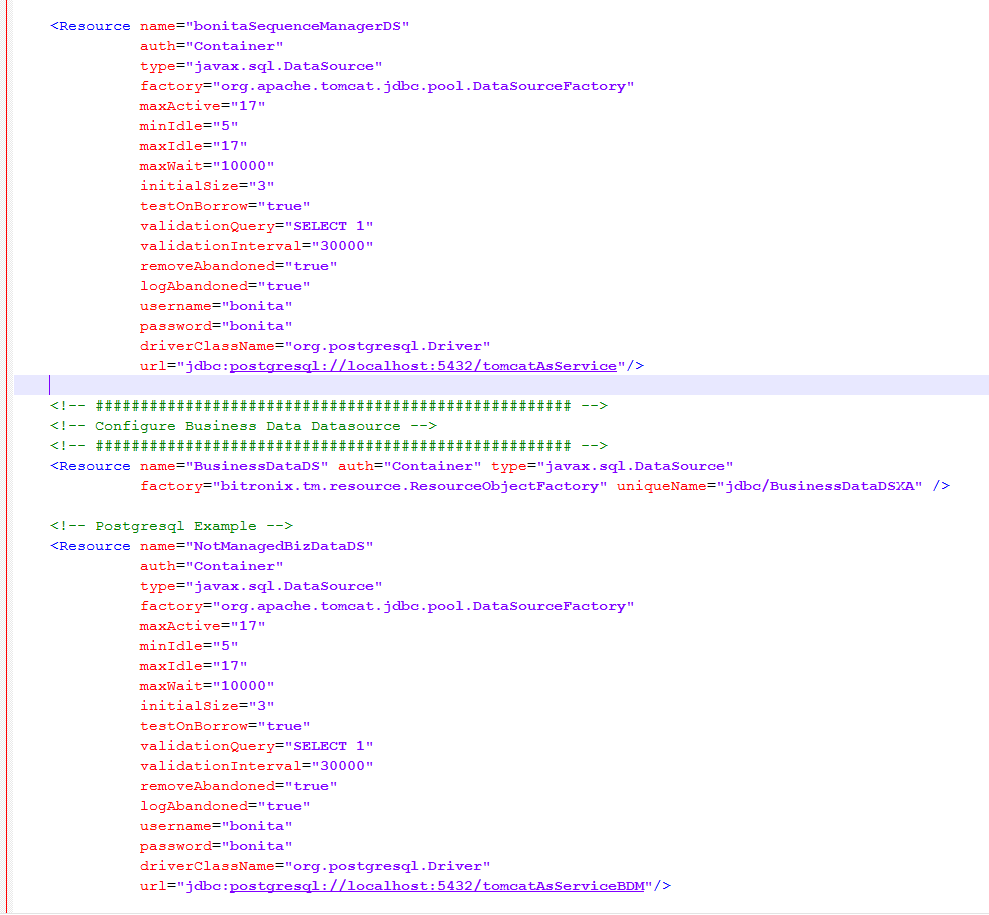 <Resource name="bonitaSequenceManagerDS"
auth="Container"
type="javax.sql.DataSource"
factory="org.apache.tomcat.jdbc.pool.DataSourceFactory"
maxActive="17"
minIdle="5"
maxIdle="17"
maxWait="10000"
initialSize="3"
testOnBorrow="true"
validationQuery="SELECT 1"
validationInterval="30000"
removeAbandoned="true"
logAbandoned="true"
username="bonita"
password="bonita"
driverClassName="org.postgresql.Driver"
url="jdbc:postgresql://localhost:5432/tomcatAsService"/>
<!-- ##################################################### -->
<!-- Configure Business Data Datasource -->
<!-- ##################################################### -->
<Resource name="BusinessDataDS" auth="Container" type="javax.sql.DataSource"
factory="bitronix.tm.resource.ResourceObjectFactory" uniqueName="jdbc/BusinessDataDSXA" />
<!-- Postgresql Example -->
<Resource name="NotManagedBizDataDS"
auth="Container"
type="javax.sql.DataSource"
factory="org.apache.tomcat.jdbc.pool.DataSourceFactory"
maxActive="17"
minIdle="5"
maxIdle="17"
maxWait="10000"
initialSize="3"
testOnBorrow="true"
validationQuery="SELECT 1"
validationInterval="30000"
removeAbandoned="true"
logAbandoned="true"
username="bonita"
password="bonita"
driverClassName="org.postgresql.Driver"
url="jdbc:postgresql://localhost:5432/tomcatAsServiceBDM"/>